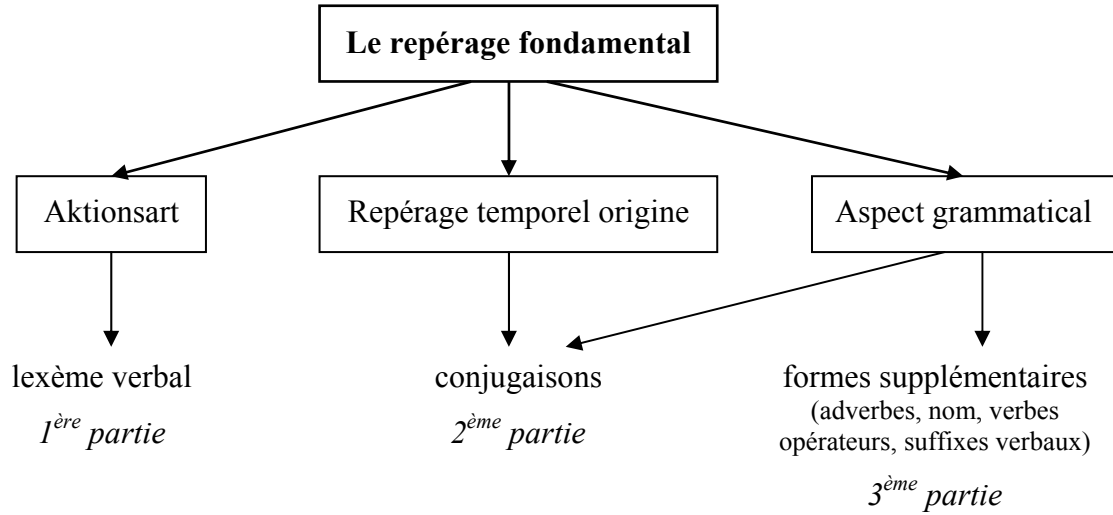 Le repérage fondamental
Aktionsart
Repérage temporel origine
Aspect grammatical
lexème verbal
1ère partie
conjugaisons
2ème partie
formes supplémentaires
(adverbes, nom, verbes
opérateurs, suffixes verbaux)
3ème partie